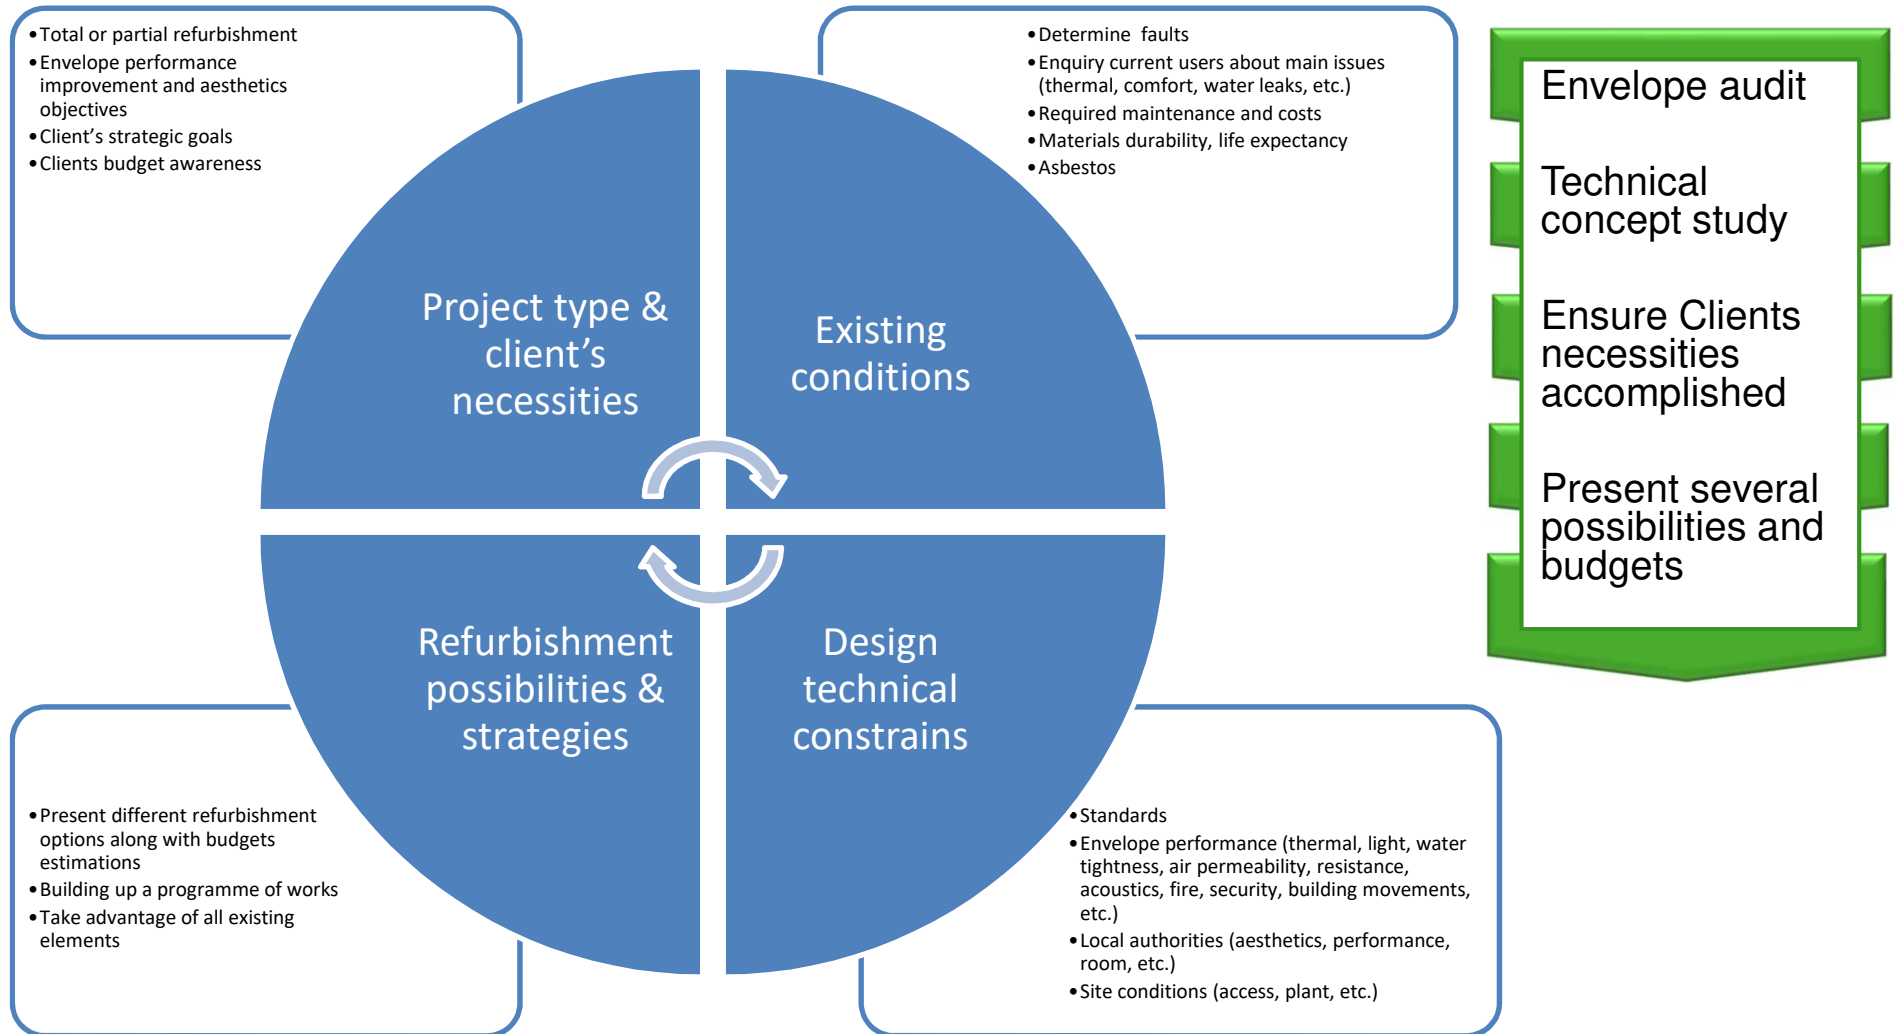 •Total or partial refurbishment
•Envelope performance
improvement and aesthetics
objectives
•Client’s strategic goals
•Clients budget awareness
•Determine  faults
•Enquiry current users about main issues
(thermal, comfort, water leaks, etc.)
•Required maintenance and costs
•Materials durability, life expectancy
•Asbestos
Project type &
client’s
necessities
Existing
conditions
Refurbishment
possibilities &
strategies
Design
technical
constrains
•Present different refurbishment
options along with budgets
estimations
•Building up a programme of works
•Take advantage of all existing
elements
•Standards
•Envelope performance (thermal, light, water
tightness, air permeability, resistance,
acoustics, fire, security, building movements,
etc.)
•Local authorities (aesthetics, performance,
room, etc.)
•Site conditions (access, plant, etc.)
Envelope audit
Technical
concept study
Ensure Clients
necessities
accomplished
Present several
possibilities and
budgets